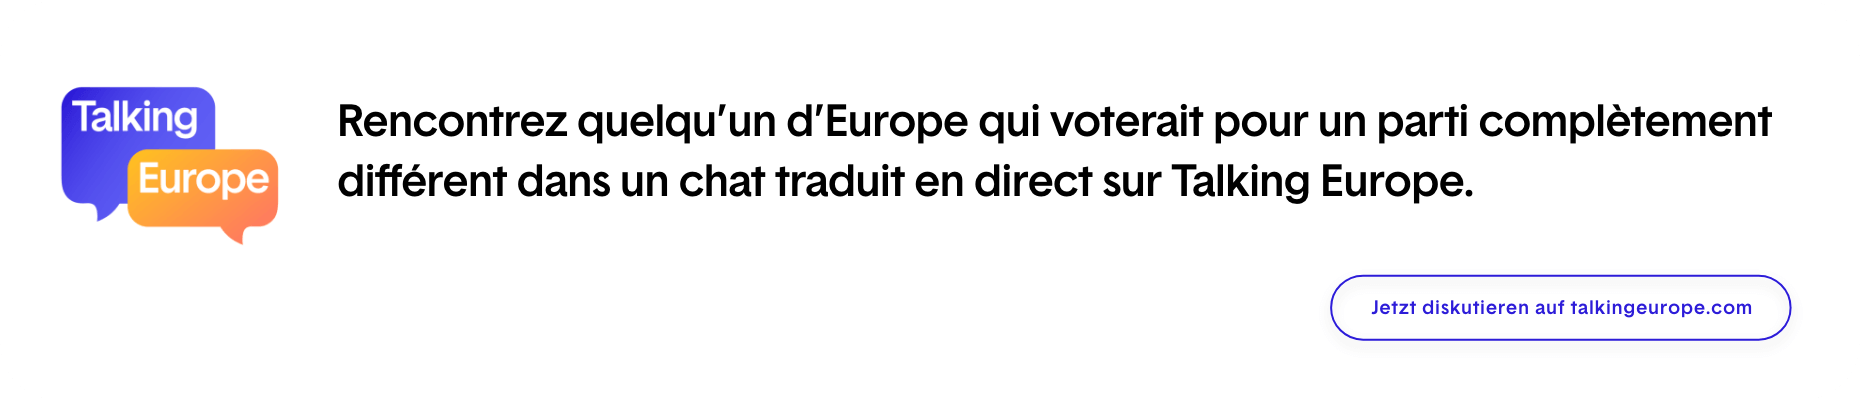 Talking
Europe
Rencontrez quelqu’un d’Europe qui voterait pour un parti complètement
différent dans un chat traduit en direct sur Talking Europe.
Jetzt diskutieren auf talkingeurope.com